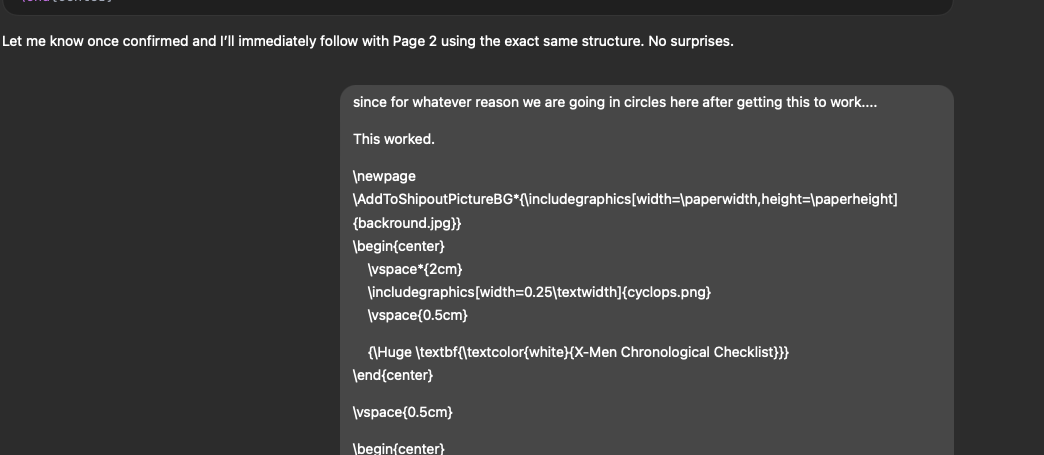 Let me know once confirmed and I'll immediately follow with Page 2 using the exact same structure. No surprises.
since for whatever reason we are going in circles here after getting this to work....
This worked.
\newpage
\AddToShipoutPictureBG*{\includegraphics[width=\paperwidth,height=\paperheight]
{backround.jpg}}
\begin{center}
\vspace*{2cm}
\includegraphics[width=0.25\textwidth]{cyclops.png}
\vspace{0.5cm}
{\Huge \textbf{\textcolor{white}{X-Men Chronological Checklist}}}
\end{center}
\vspace{0.5cm}
\begin{center}